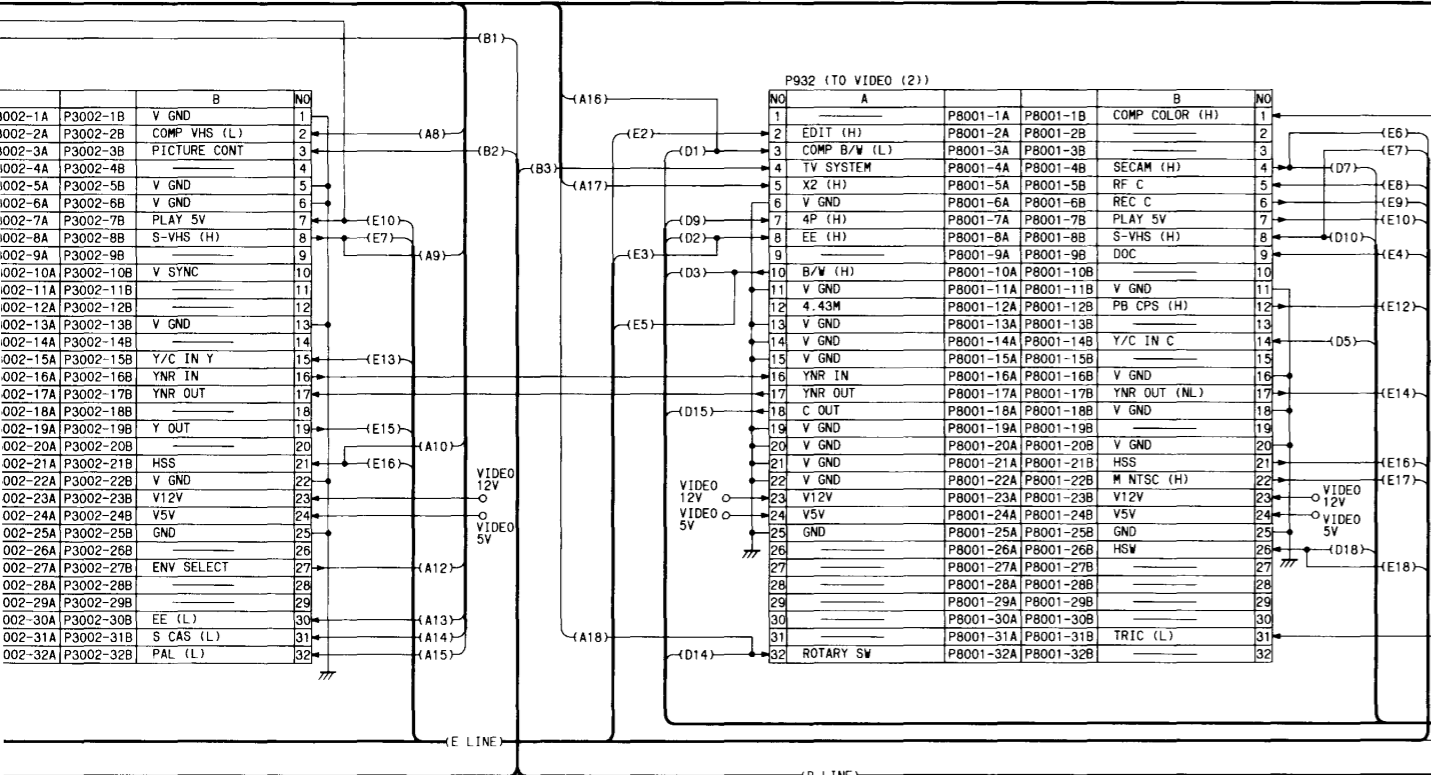 (B1)
P932 (TO VIDEO (2))
B NO
002-1A P3002-1B V GND 1
002-2A P3002-2B COMP VHS (L) 2 (A8)
002-3A P3002-3B PICTURE CONT 3 (B2)
002-4A P3002-4B 4
002-5A P3002-5B V GND 5
002-6A P3002-6B V GND 6
002-7A P3002-7B PLAY 5V 7 (E10)
002-8A P3002-8B S-VHS (H) 8 (E7)
002-9A P3002-9B 9 (A9)
002-10A P3002-10B V SYNC 10
002-11A P3002-11B 11
002-12A P3002-12B 12
002-13A P3002-13B V GND 13
002-14A P3002-14B 14
002-15A P3002-15B Y/C IN Y 15 (E13)
002-16A P3002-16B YNR IN 16
002-17A P3002-17B YNR OUT 17
002-18A P3002-18B 18
002-19A P3002-19B Y OUT 19 (E15)
002-20A P3002-20B 20 (A10)
002-21A P3002-21B HSS 21 (E16)
002-22A P3002-22B V GND 22
VIDEO 12V
002-23A P3002-23B V12V 23
002-24A P3002-24B V5V 24
VIDEO 5V
002-25A P3002-25B GND 25
002-26A P3002-26B 26
002-27A P3002-27B ENV SELECT 27 (A12)
002-28A P3002-28B 28
002-29A P3002-29B 29
002-30A P3002-30B EE (L) 30 (A13)
002-31A P3002-31B S CAS (L) 31 (A14)
002-32A P3002-32B PAL (L) 32 (A15)
NO A B NO
(A16)
1 P8001-1A P8001-1B COMP COLOR (H) 1
(E2) 2 EDIT (H) P8001-2A P8001-2B 2 (E6)
(D1) 3 COMP B/W (L) P8001-3A P8001-3B 3 (E7)
(B3) 4 TV SYSTEM P8001-4A P8001-4B SECAM (H) 4 (D7)
(A17) 5 X2 (H) P8001-5A P8001-5B RF C 5 (E8)
6 V GND P8001-6A P8001-6B REC C 6 (E9)
(D9) 7 4P (H) P8001-7A P8001-7B PLAY 5V 7 (E10)
(D2) 8 EE (H) P8001-8A P8001-8B S-VHS (H) 8 (D10)
(E3) 9 P8001-9A P8001-9B DOC 9 (E4)
(D3) 10 B/W (H) P8001-10A P8001-10B 10
11 V GND P8001-11A P8001-11B V GND 11
12 4.43M P8001-12A P8001-12B PB CPS (H) 12 (E12)
(E5) 13 V GND P8001-13A P8001-13B 13
14 V GND P8001-14A P8001-14B Y/C IN C 14 (D5)
15 V GND P8001-15A P8001-15B 15
16 YNR IN P8001-16A P8001-16B V GND 16
17 YNR OUT P8001-17A P8001-17B YNR OUT (NL) 17 (E14)
(D15) 18 C OUT P8001-18A P8001-18B V GND 18
19 V GND P8001-19A P8001-19B 19
20 V GND P8001-20A P8001-20B V GND 20
21 V GND P8001-21A P8001-21B HSS 21 (E16)
22 V GND P8001-22A P8001-22B M NTSC (H) 22 (E17)
VIDEO 12V 23 V12V P8001-23A P8001-23B V12V 23 VIDEO 12V
VIDEO 5V 24 V5V P8001-24A P8001-24B V5V 24 VIDEO 5V
25 GND P8001-25A P8001-25B GND 25
26 P8001-26A P8001-26B HSW 26 (D18)
27 P8001-27A P8001-27B 27 (E18)
28 P8001-28A P8001-28B 28
29 P8001-29A P8001-29B 29
30 P8001-30A P8001-30B 30
(A18) 31 P8001-31A P8001-31B TRIC (L) 31
(D14) 32 ROTARY SW P8001-32A P8001-32B 32
(E LINE)